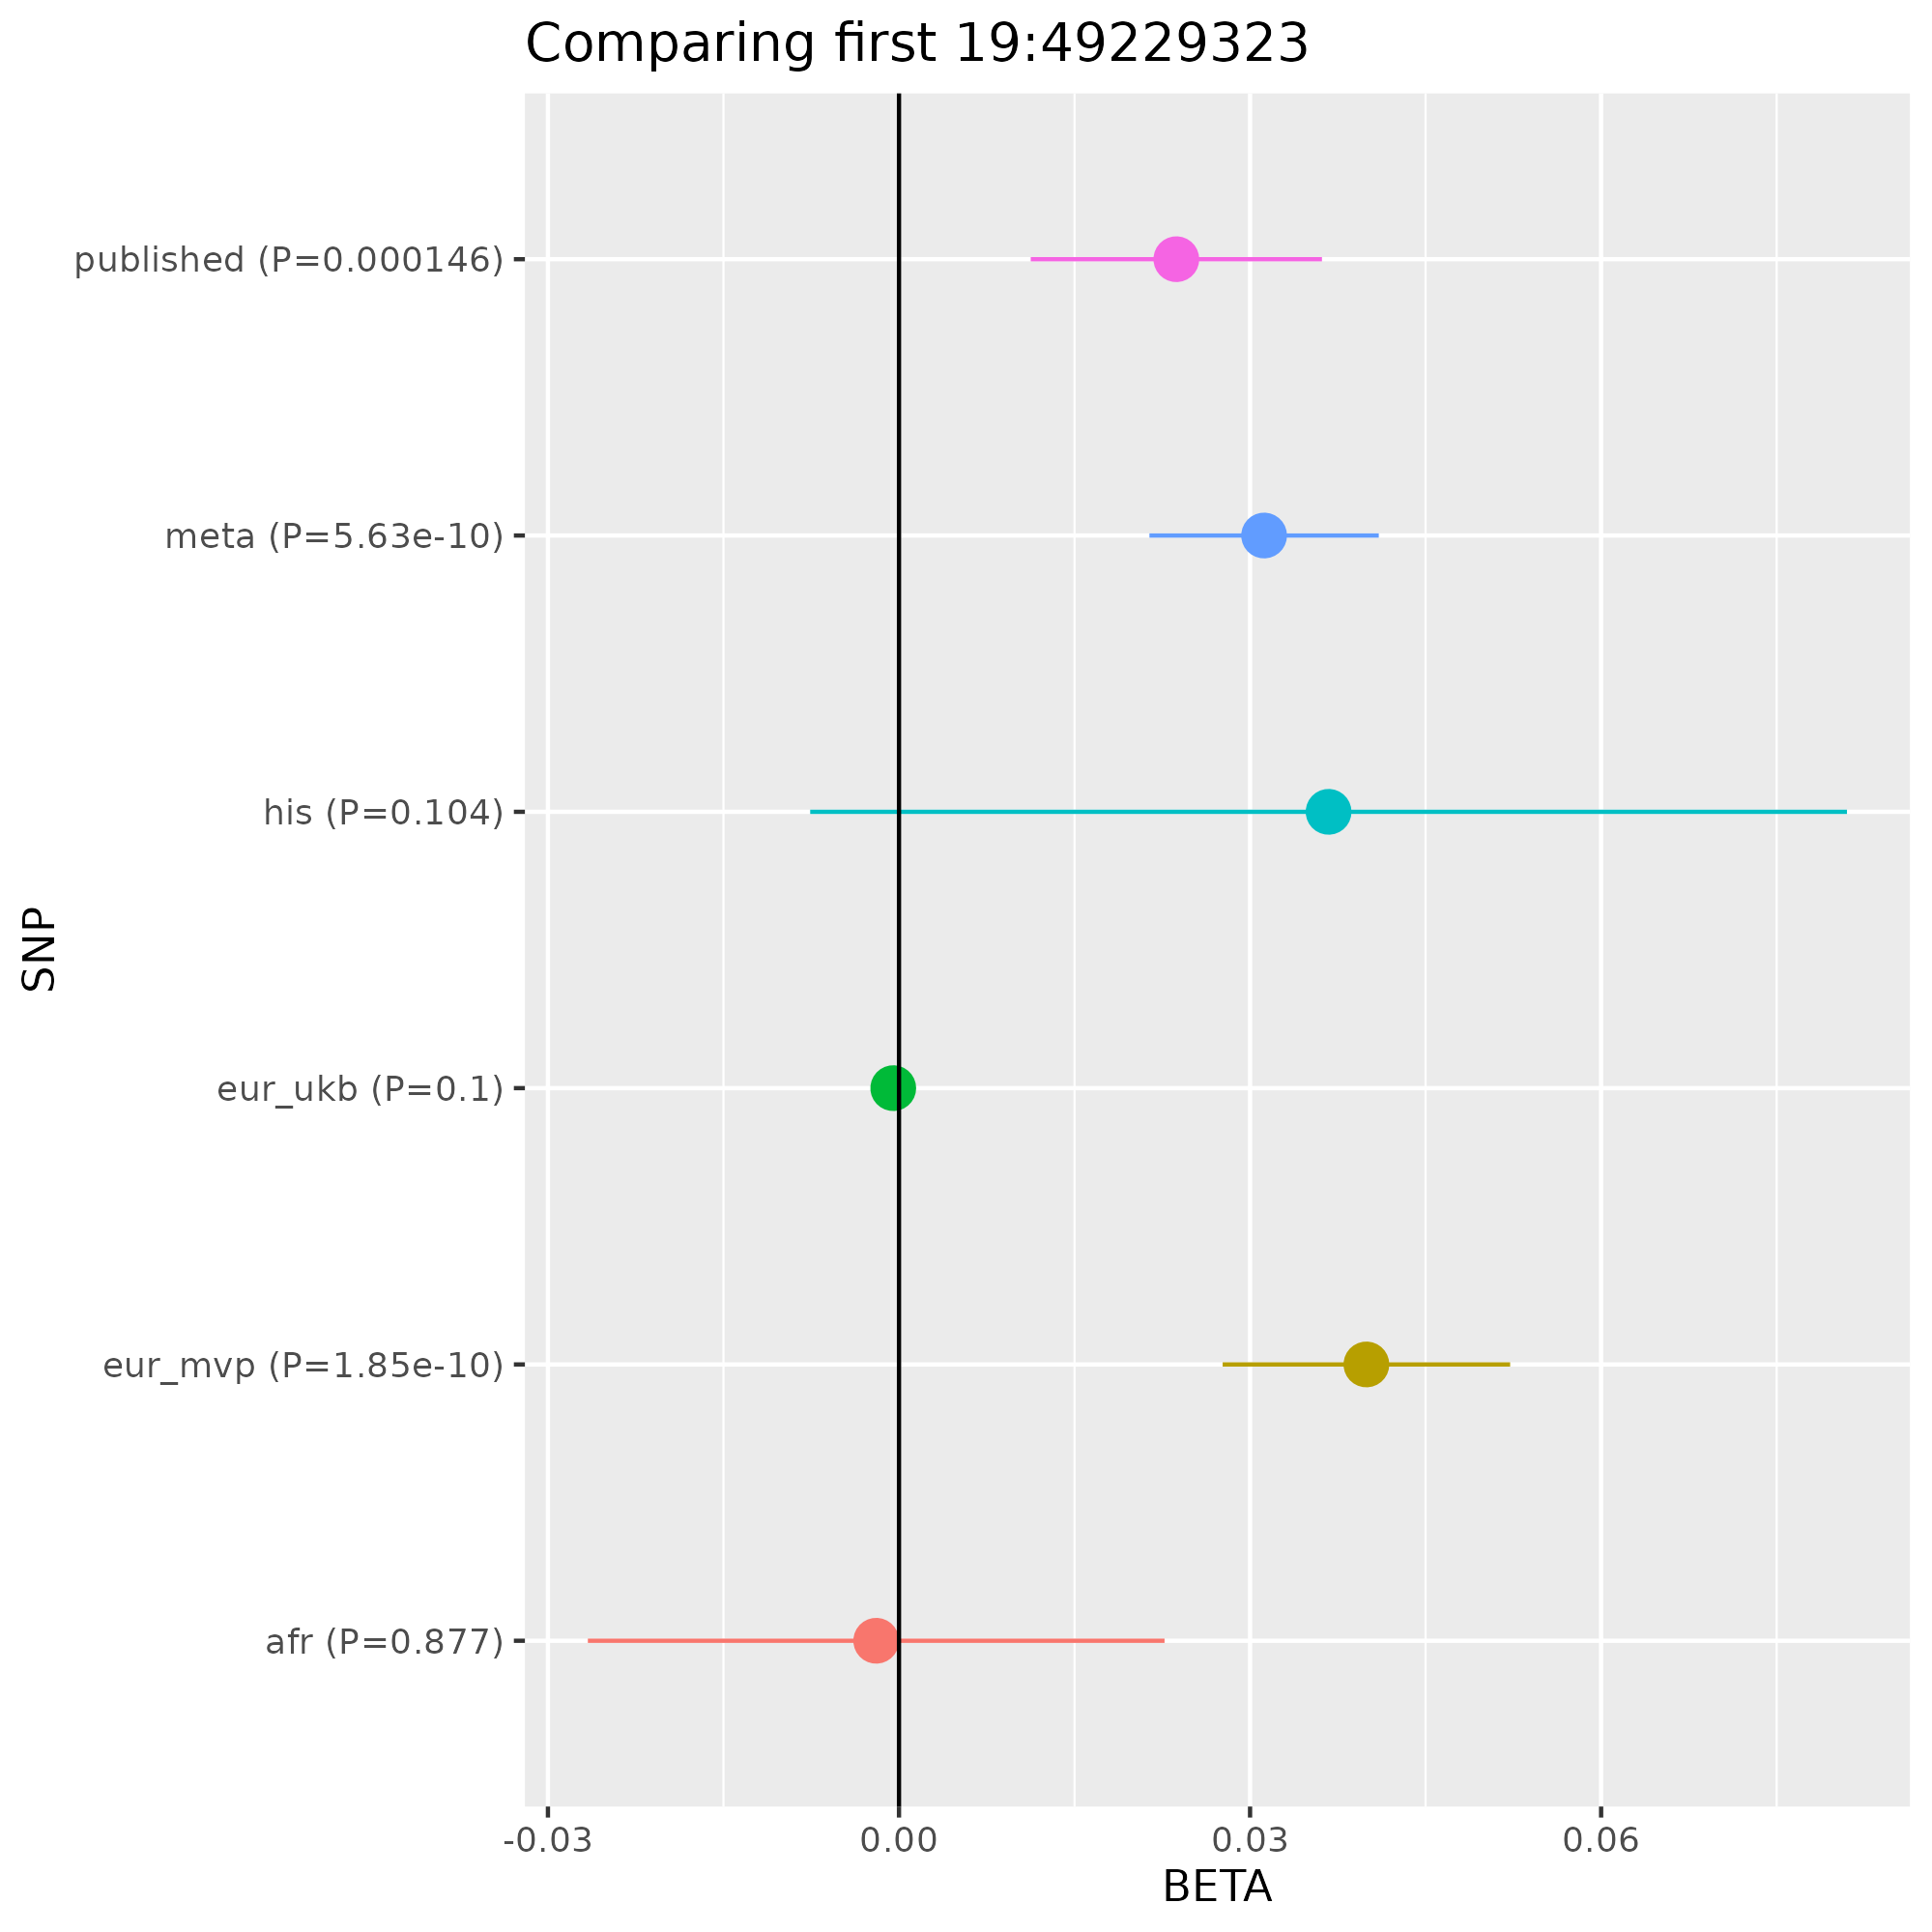 Comparing first 19:49229323
published (P=0.000146)
meta (P=5.63e-10)
his (P=0.104)
eur_ukb (P=0.1)
eur_mvp (P=1.85e-10)
afr (P=0.877)
SNP
-0.03 0.00 0.03 0.06
BETA